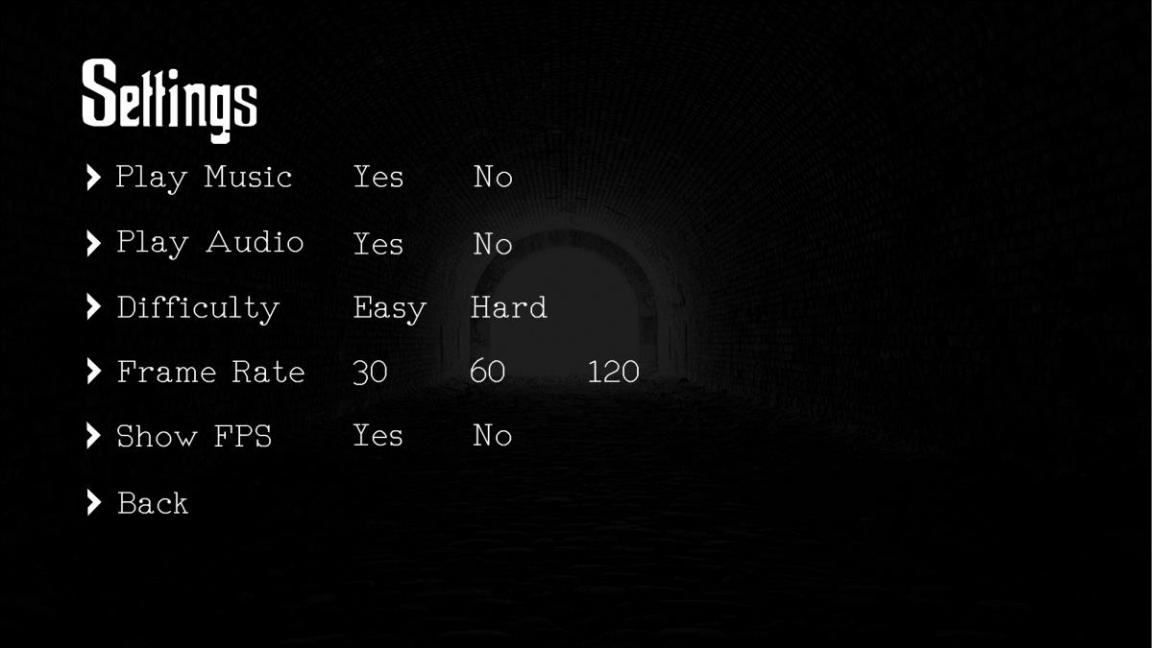 Settings
Play Music Yes No
Play Audio Yes No
Difficulty Easy Hard
Frame Rate 30 60 120
Show FPS Yes No
Back